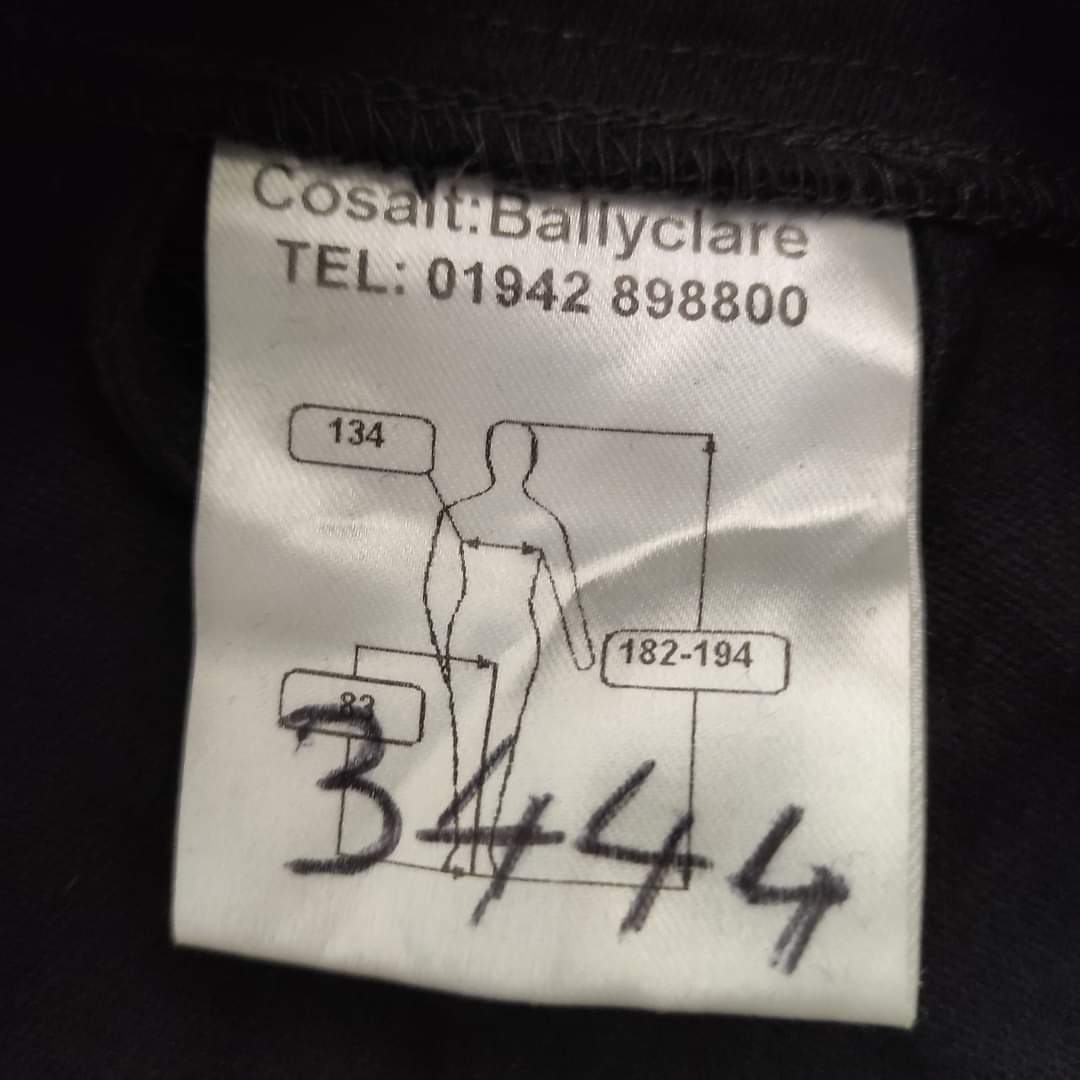 Cosalt:Ballyclare
TEL: 01942 898800
134
182-194
83
3444